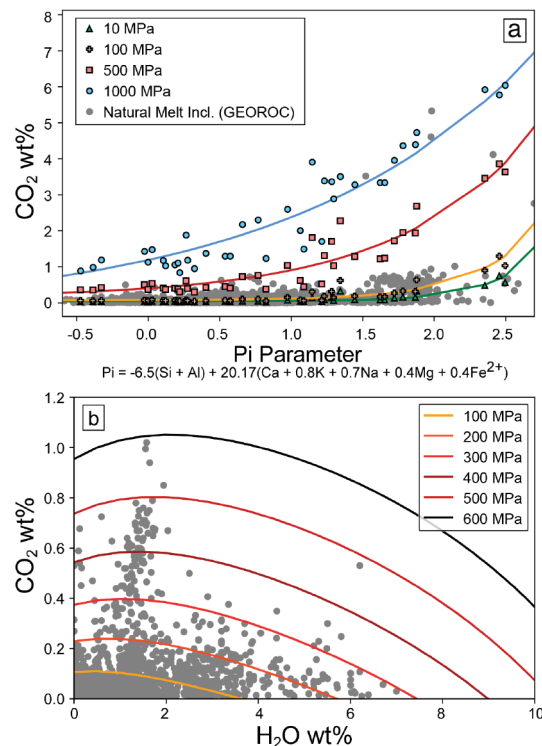 8
7
6
5
4
3
2
1
0
CO2 wt%
a
10 MPa
100 MPa
500 MPa
1000 MPa
Natural Melt Incl. (GEOROC)
-0.5 0.0 0.5 1.0 1.5 2.0 2.5
Pi Parameter
Pi = -6.5(Si + Al) + 20.17(Ca + 0.8K + 0.7Na + 0.4Mg + 0.4Fe2+)
b
1.2
1.0
0.8
0.6
0.4
0.2
0.0
CO2 wt%
100 MPa
200 MPa
300 MPa
400 MPa
500 MPa
600 MPa
0 2 4 6 8 10
H2O wt%